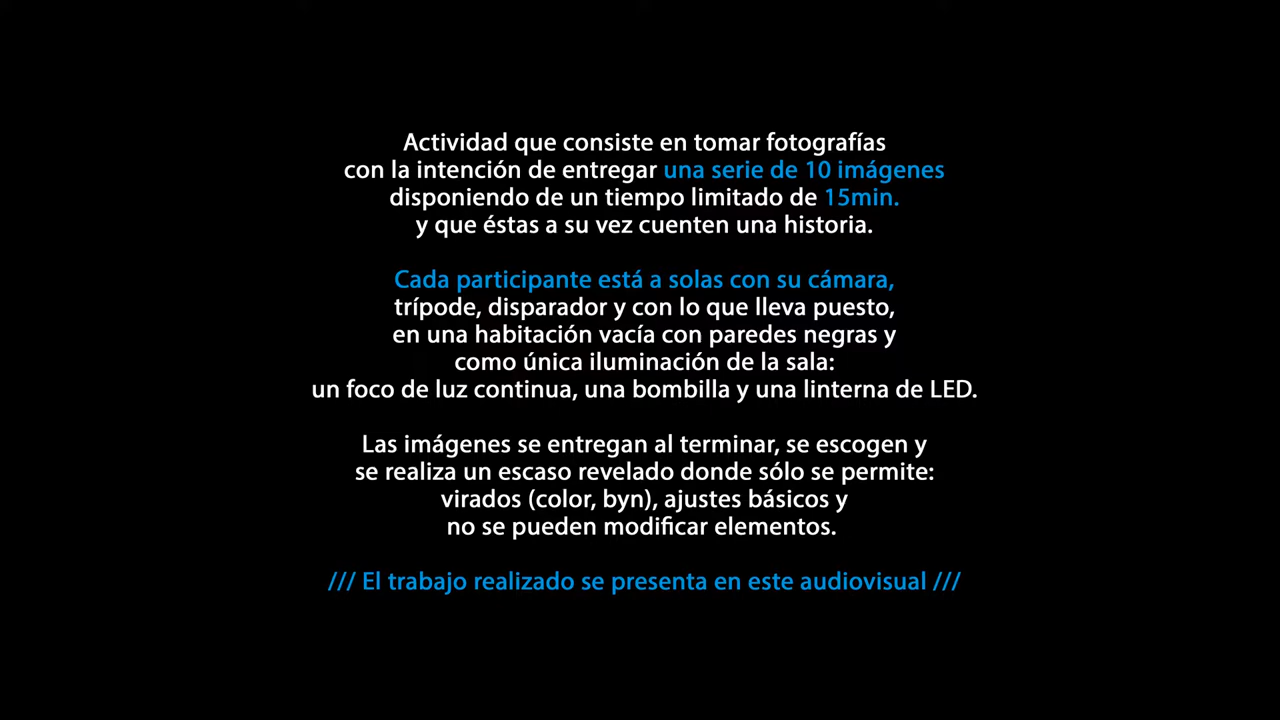 Actividad que consiste en tomar fotografías
con la intención de entregar una serie de 10 imágenes
disponiendo de un tiempo limitado de 15min.
y que éstas a su vez cuenten una historia.
Cada participante está a solas con su cámara,
trípode, disparador y con lo que lleva puesto,
en una habitación vacía con paredes negras y
como única iluminación de la sala:
un foco de luz continua, una bombilla y una linterna de LED.
Las imágenes se entregan al terminar, se escogen y
se realiza un escaso revelado donde sólo se permite:
virados (color, byn), ajustes básicos y
no se pueden modificar elementos.
/// El trabajo realizado se presenta en este audiovisual ///